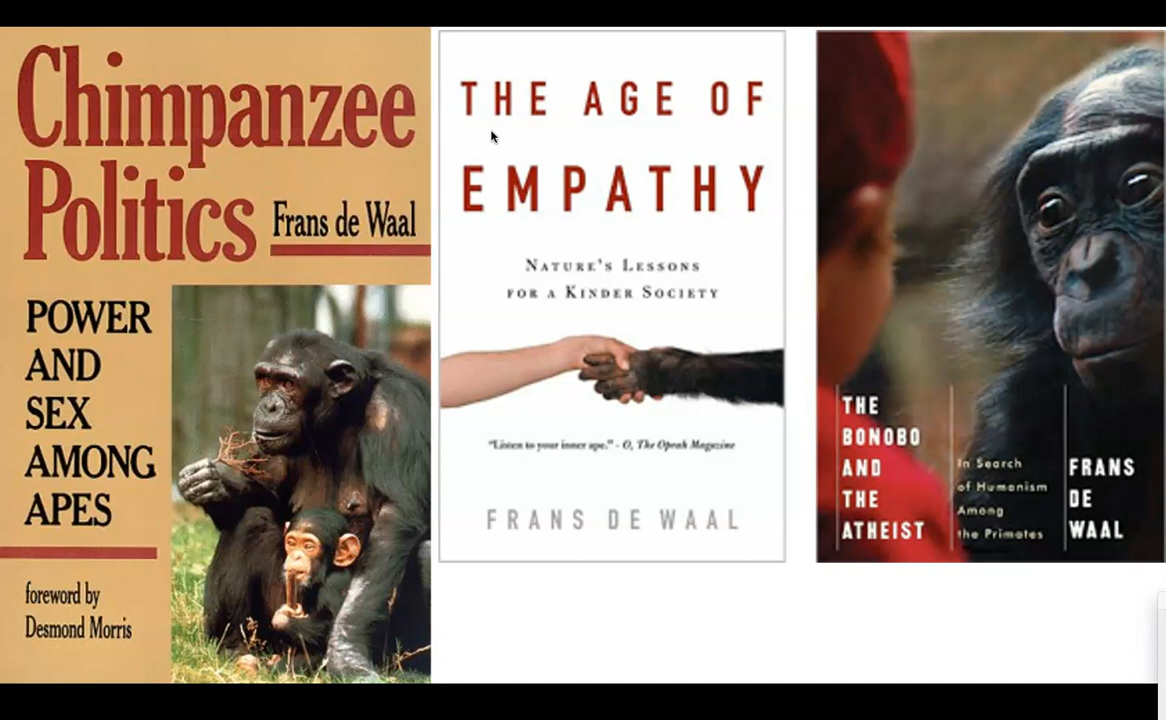 Chimpanzee
Politics
Frans de Waal
POWER
AND
SEX
AMONG
APES
foreword by
Desmond Morris
THE AGE OF
EMPATHY
NATURE'S LESSONS
FOR A KINDER SOCIETY
"Listen to your inner ape." - O, The Oprah Magazine
FRANS DE WAAL
THE
BONOBO
AND
THE
ATHEIST
In Search
of Humanism
Among
the Primates
FRANS
DE
WAAL